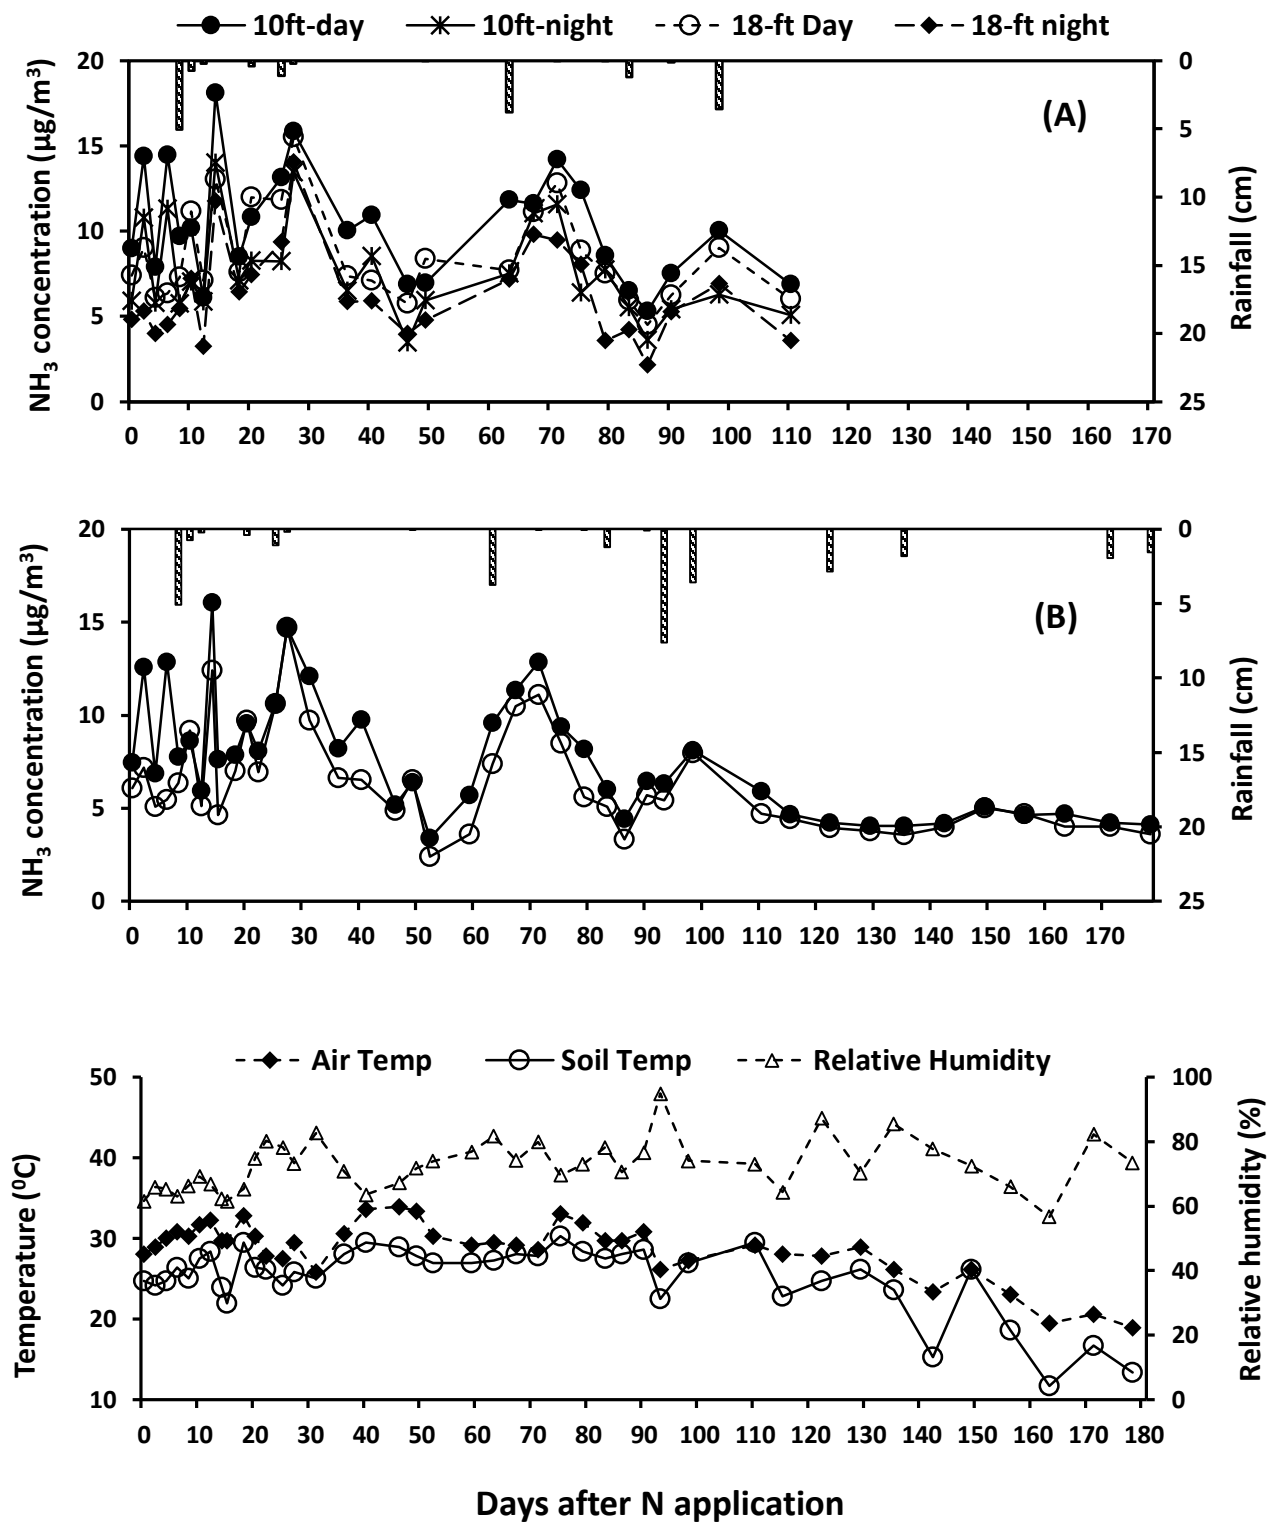 10ft-day 10ft-night 18-ft Day 18-ft night
20 15 10 5 0
NH₃ concentration (µg/m³)
(A)
0 5 10 15 20 25
Rainfall (cm)
0 10 20 30 40 50 60 70 80 90 100 110 120 130 140 150 160 170
20 15 10 5 0
NH₃ concentration (µg/m³)
(B)
0 5 10 15 20 25
Rainfall (cm)
0 10 20 30 40 50 60 70 80 90 100 110 120 130 140 150 160 170
Air Temp Soil Temp Relative Humidity
50 40 30 20 10
Temperature (⁰C)
100 80 60 40 20 0
Relative humidity (%)
0 10 20 30 40 50 60 70 80 90 100 110 120 130 140 150 160 170 180
Days after N application